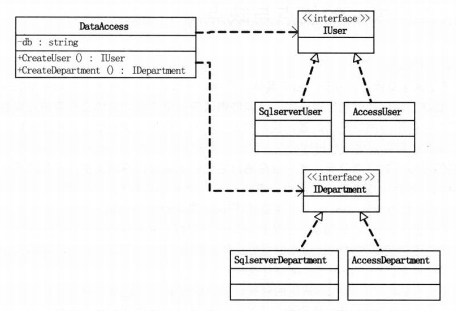 DataAccess
-db : string
+CreateUser () : IUser
+CreateDepartment () : IDepartment
<<interface >>
IUser
SqlserverUser
AccessUser
<<interface >>
IDepartment
SqlserverDepartment
AccessDepartment